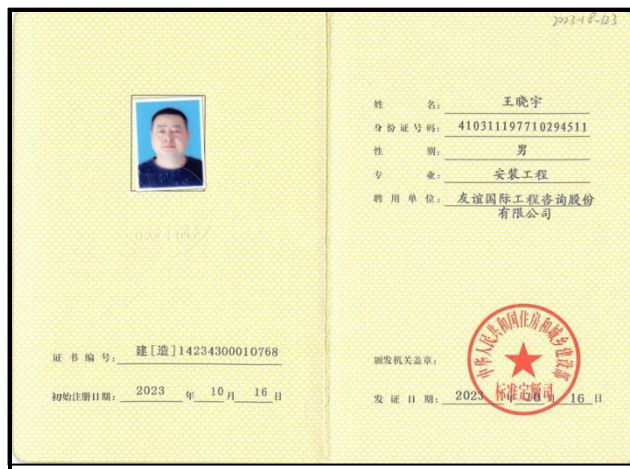 证 书 编 号: 建[造]14234300010768
初始注册日期: 2023 年 10 月 16 日
姓 名: 王晓宇
身份证号码: 410311197710294511
性 别: 男
专 业: 安装工程
聘用单位: 友谊国际工程咨询股份
有限公司
颁发机关盖章:
中华人民共和国住房和城乡建设部
标准定额司
发 证 日 期: 2023 年 10 月 16 日